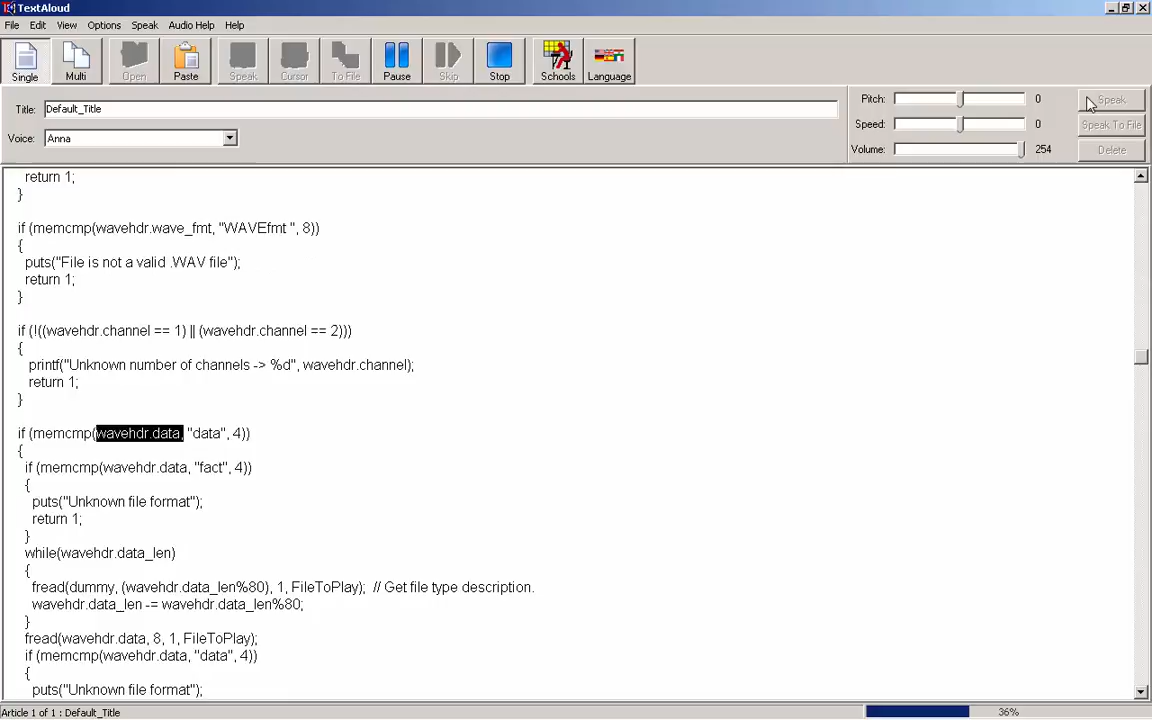 TextAloud
File Edit View Options Speak Audio Help Help
Single Multi Open Paste Speak Cursor To File Pause Skip Stop Schools Language
Title: Default_Title
Voice: Anna
Pitch: 0 Speak
Speed: 0 Speak To File
Volume: 254 Delete
return 1;
}
if (memcmp(wavehdr.wave_fmt, "WAVEfmt ", 8))
{
puts("File is not a valid .WAV file");
return 1;
}
if (!((wavehdr.channel == 1) || (wavehdr.channel == 2)))
{
printf("Unknown number of channels -> %d", wavehdr.channel);
return 1;
}
if (memcmp(wavehdr.data, "data", 4))
{
if (memcmp(wavehdr.data, "fact", 4))
{
puts("Unknown file format");
return 1;
}
while(wavehdr.data_len)
{
fread(dummy, (wavehdr.data_len%80), 1, FileToPlay); // Get file type description.
wavehdr.data_len -= wavehdr.data_len%80;
}
fread(wavehdr.data, 8, 1, FileToPlay);
if (memcmp(wavehdr.data, "data", 4))
{
puts("Unknown file format");
Article 1 of 1 : Default_Title 36%